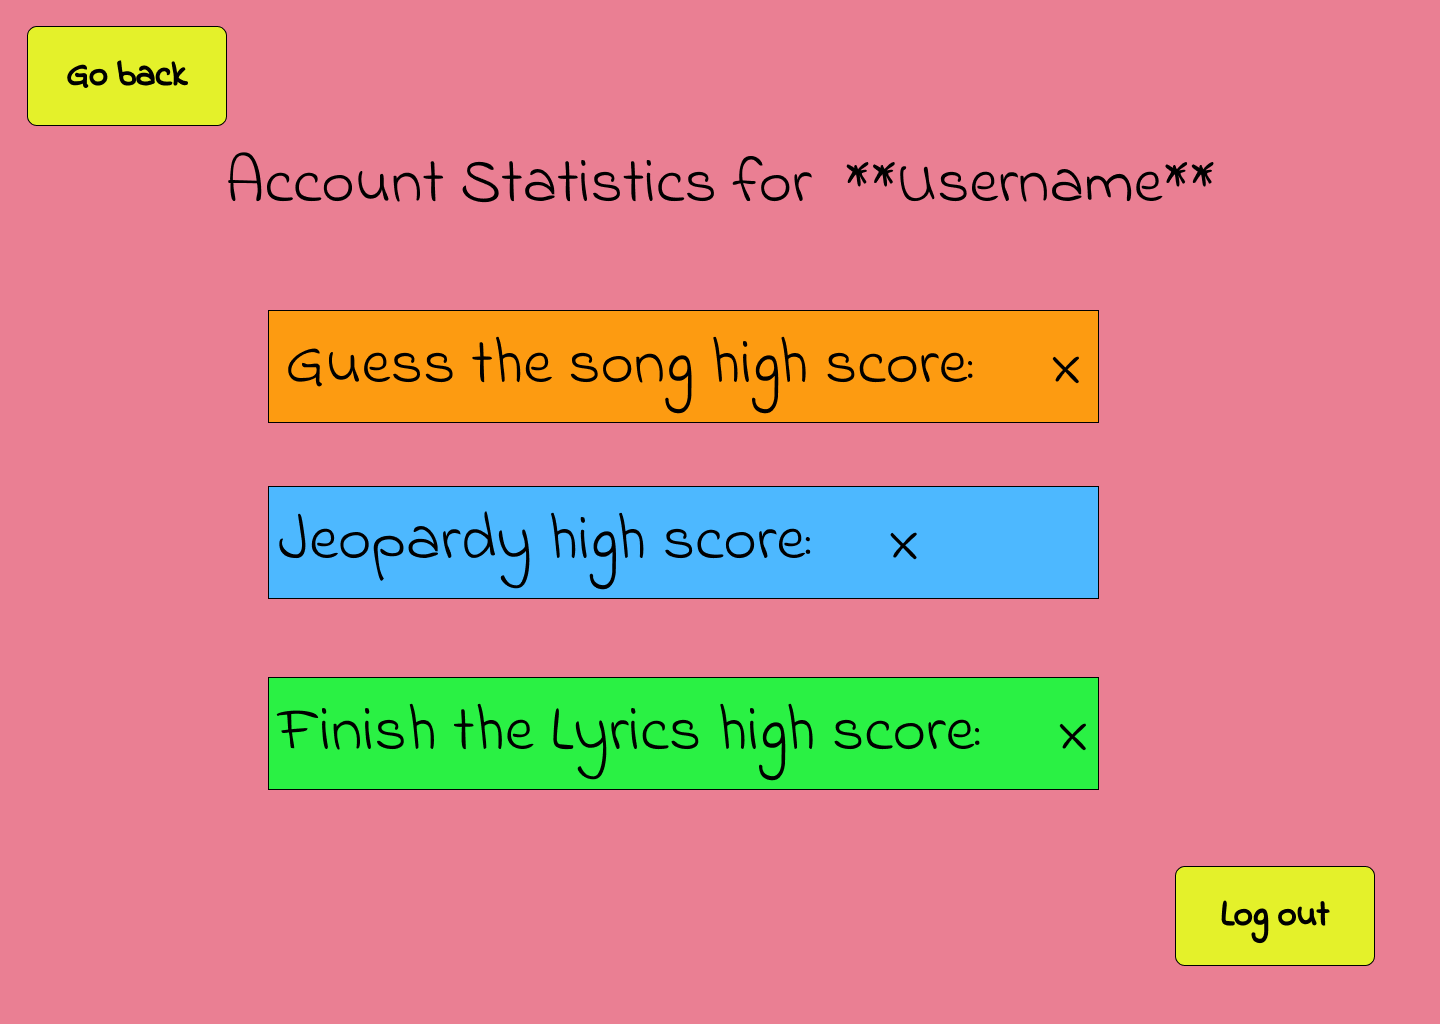 Go back
Account Statistics for **Username**
Guess the song high score: x
Jeopardy high score: x
Finish the Lyrics high score: x
Log out